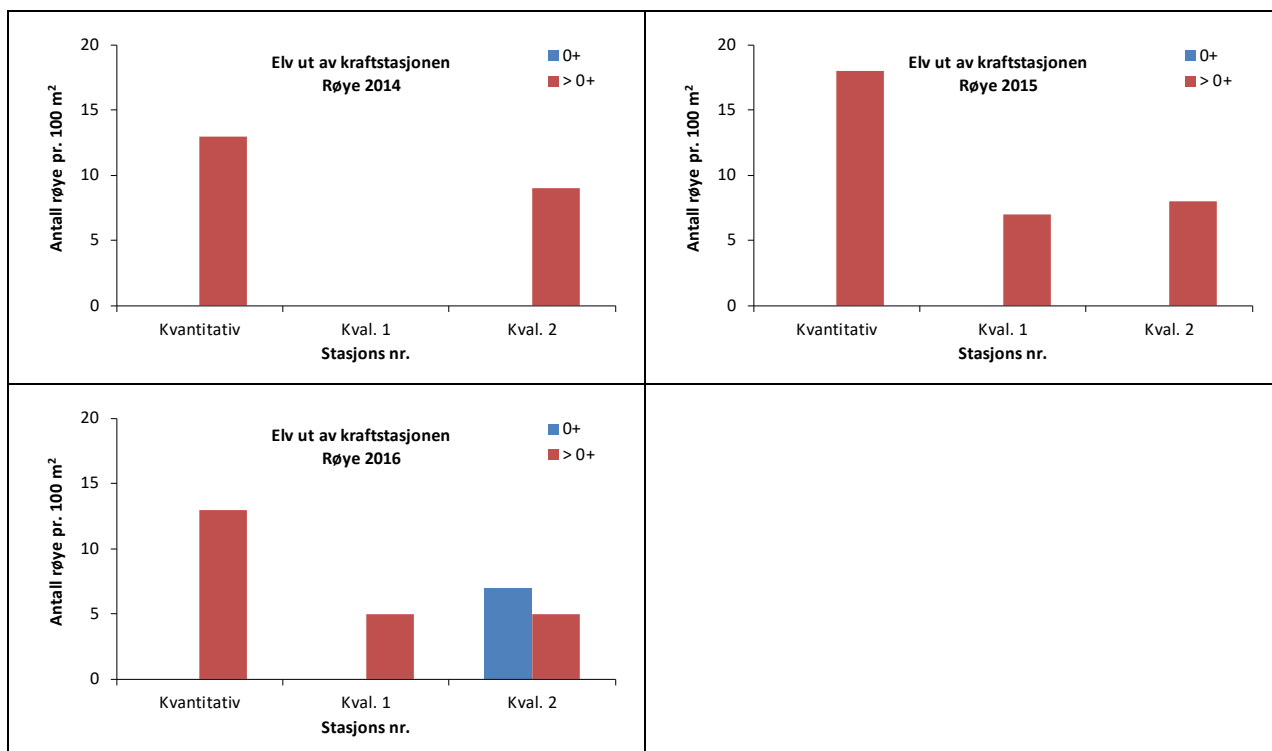 Elv ut av kraftstasjonen
Røye 2014
0+
> 0+
Antall røye pr. 100 m²
20
15
10
5
0
Kvantitativ Kval. 1 Kval. 2
Stasjons nr.
Elv ut av kraftstasjonen
Røye 2015
0+
> 0+
Antall røye pr. 100 m²
20
15
10
5
0
Kvantitativ Kval. 1 Kval. 2
Stasjons nr.
Elv ut av kraftstasjonen
Røye 2016
0+
> 0+
Antall røye pr. 100 m²
20
15
10
5
0
Kvantitativ Kval. 1 Kval. 2
Stasjons nr.